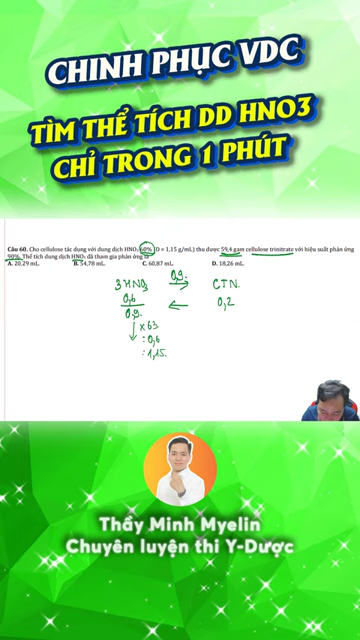 CHINH PHỤC VDC
TÌM THỂ TÍCH DD HNO3
CHỈ TRONG 1 PHÚT
Câu 60. Cho cellulose tác dụng với dung dịch HNO₃ 60% (D = 1,15 g/mL) thu được 59,4 gam cellulose trinitrate với hiệu suất phản ứng
90%. Thể tích dung dịch HNO₃ đã tham gia phản ứng là
A. 20,29 mL. B. 54,78 mL. C. 60,87 mL. D. 18,26 mL.
0,9
3HNO₃ CTN.
0,6 0,2
0,9
x 63
: 0,6
: 1,15.
Thầy Minh Myelin
Chuyên luyện thi Y-Dược